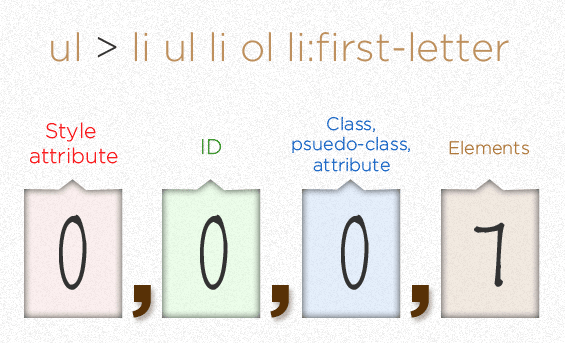 ul > li ul li ol li:first-letter
Style
attribute
ID
Class,
psuedo-class,
attribute
Elements
0 , 0 , 0 , 7